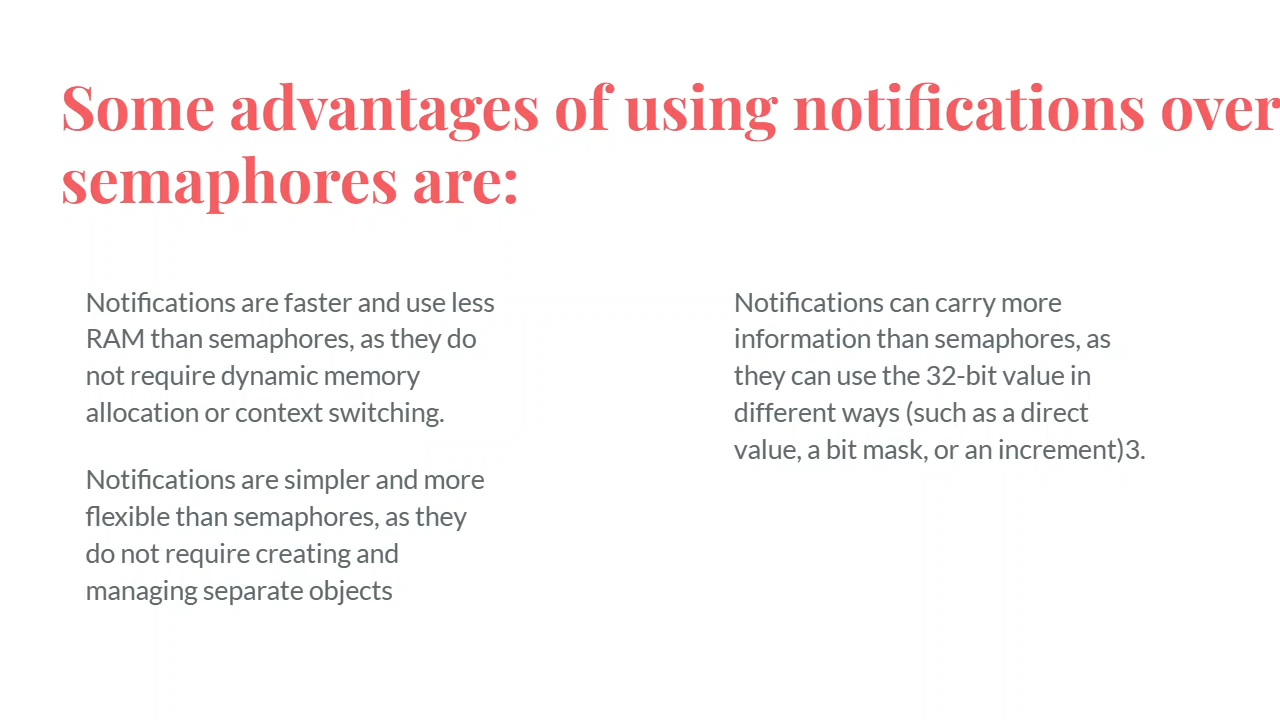 Some advantages of using notifications over
semaphores are:
Notifications are faster and use less
RAM than semaphores, as they do
not require dynamic memory
allocation or context switching.
Notifications are simpler and more
flexible than semaphores, as they
do not require creating and
managing separate objects
Notifications can carry more
information than semaphores, as
they can use the 32-bit value in
different ways (such as a direct
value, a bit mask, or an increment)3.